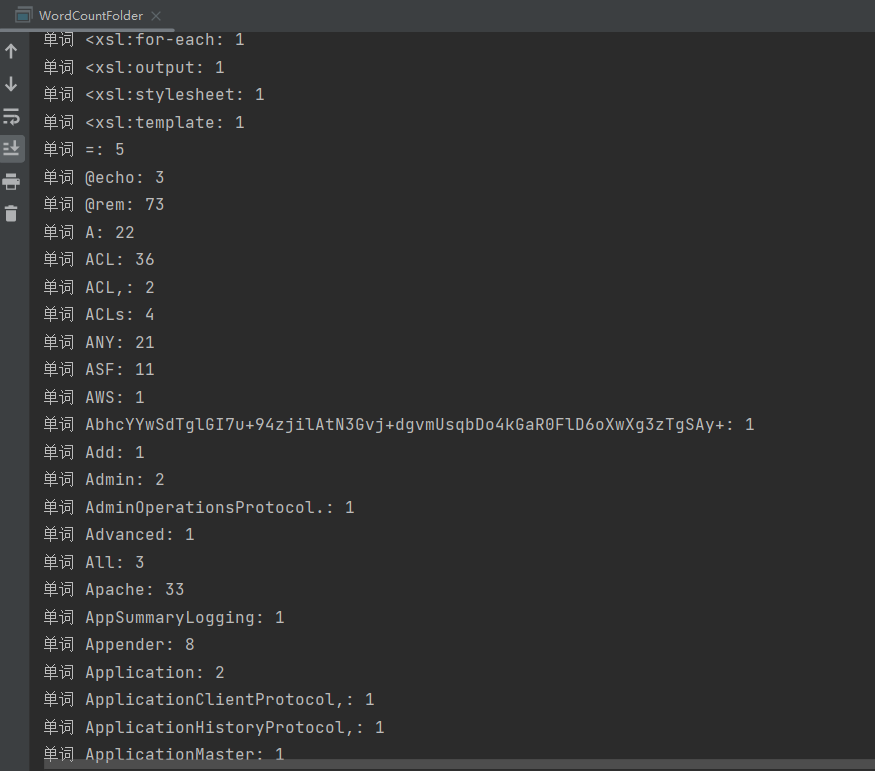 WordCountFolder
单词 <xsl:for-each: 1
单词 <xsl:output: 1
单词 <xsl:stylesheet: 1
单词 <xsl:template: 1
单词 =: 5
单词 @echo: 3
单词 @rem: 73
单词 A: 22
单词 ACL: 36
单词 ACL,: 2
单词 ACLs: 4
单词 ANY: 21
单词 ASF: 11
单词 AWS: 1
单词 AbhcYYwSdTglGI7u+94zjilAtN3Gvj+dgvmUsqbDo4kGaR0FlD6oXwXg3zTgSAy+: 1
单词 Add: 1
单词 Admin: 2
单词 AdminOperationsProtocol.: 1
单词 Advanced: 1
单词 All: 3
单词 Apache: 33
单词 AppSummaryLogging: 1
单词 Appender: 8
单词 Application: 2
单词 ApplicationClientProtocol,: 1
单词 ApplicationHistoryProtocol,: 1
单词 ApplicationMaster: 1